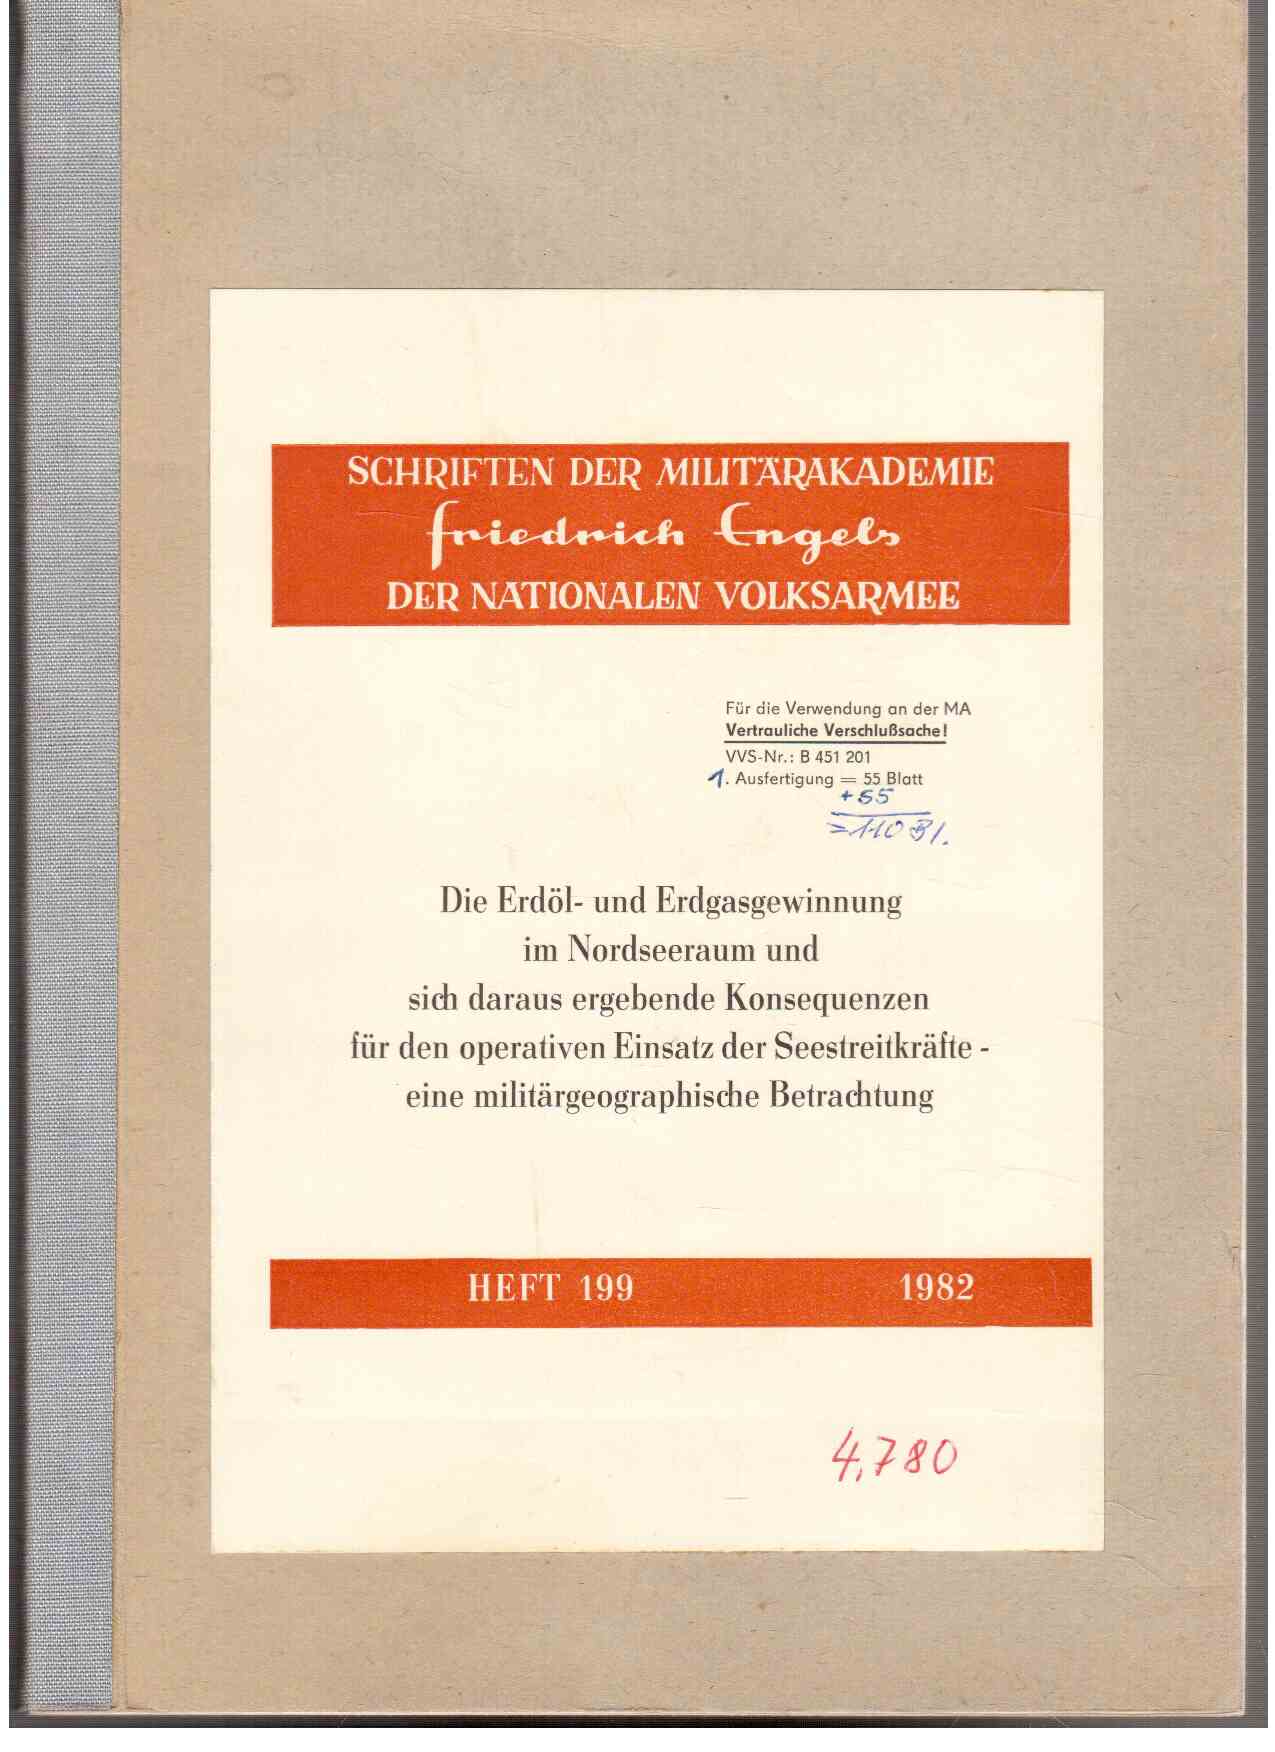 SCHRIFTEN DER MILITÄRAKADEMIE
Friedrich Engels
DER NATIONALEN VOLKSARMEE
Für die Verwendung an der MA
Vertrauliche Verschlußsache!
VVS-Nr.: B 451 201
1. Ausfertigung = 55 Blatt
+ 55
= 110 Bl.
Die Erdöl- und Erdgasgewinnung
im Nordseeraum und
sich daraus ergebende Konsequenzen
für den operativen Einsatz der Seestreitkräfte -
eine militärgeographische Betrachtung
HEFT 199 1982
4,780